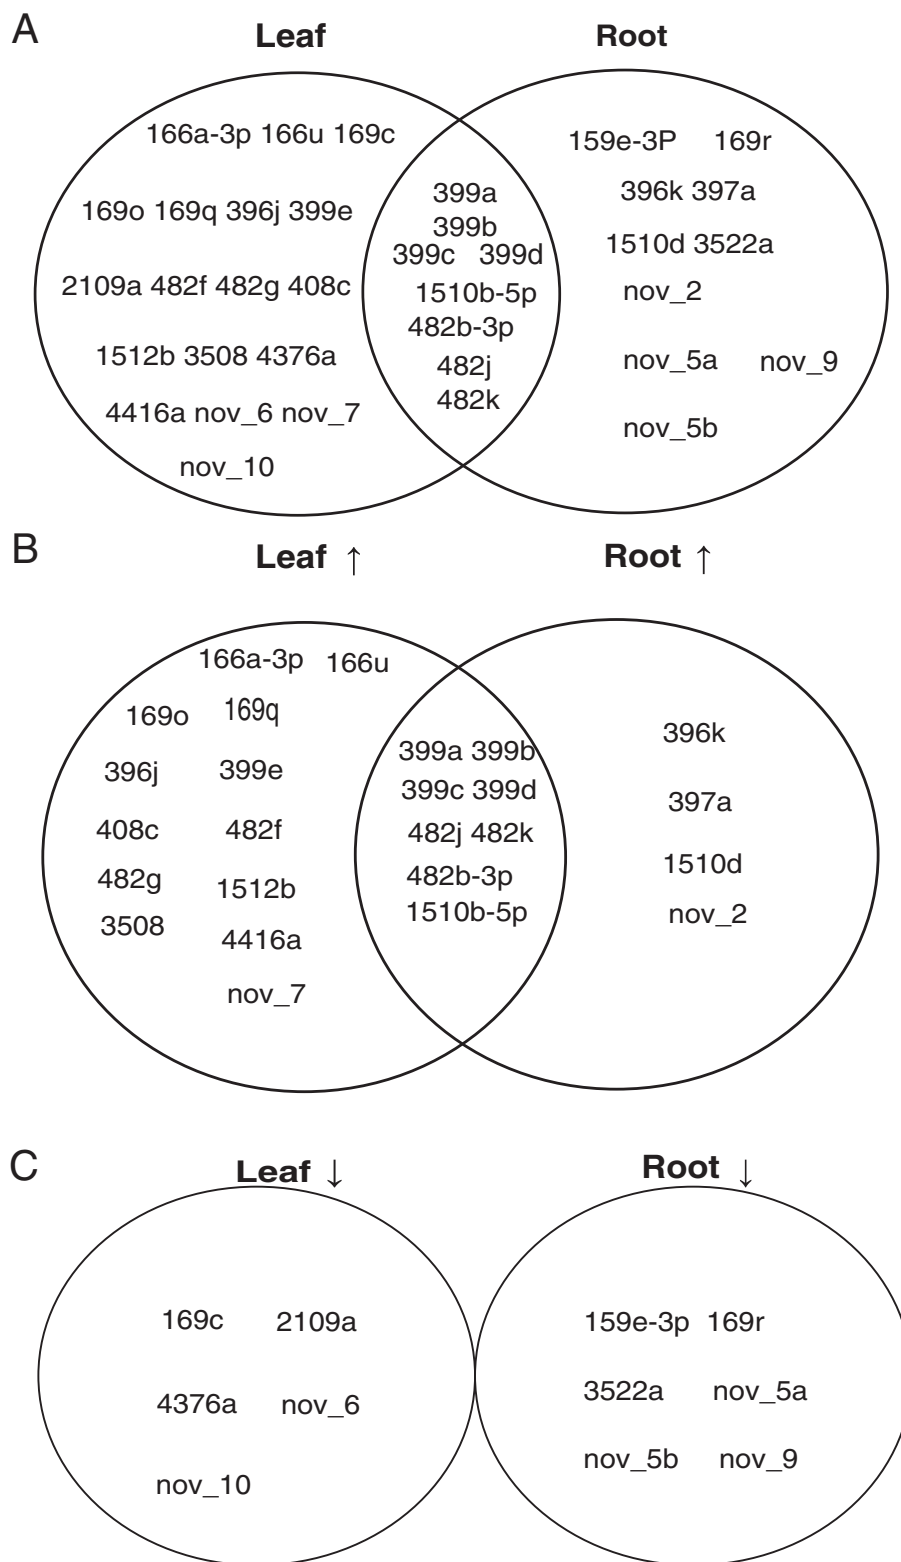 A
Leaf
Root
166a-3p 166u 169c
169o 169q 396j 399e
2109a 482f 482g 408c
1512b 3508 4376a
4416a nov_6 nov_7
nov_10
399a
399b
399c 399d
1510b-5p
482b-3p
482j
482k
159e-3P 169r
396k 397a
1510d 3522a
nov_2
nov_5a nov_9
nov_5b
B
Leaf ↑
Root ↑
166a-3p 166u
169o 169q
396j 399e
408c 482f
482g 1512b
3508 4416a
nov_7
399a 399b
399c 399d
482j 482k
482b-3p
1510b-5p
396k
397a
1510d
nov_2
C
Leaf ↓
Root ↓
169c 2109a
4376a nov_6
nov_10
159e-3p 169r
3522a nov_5a
nov_5b nov_9